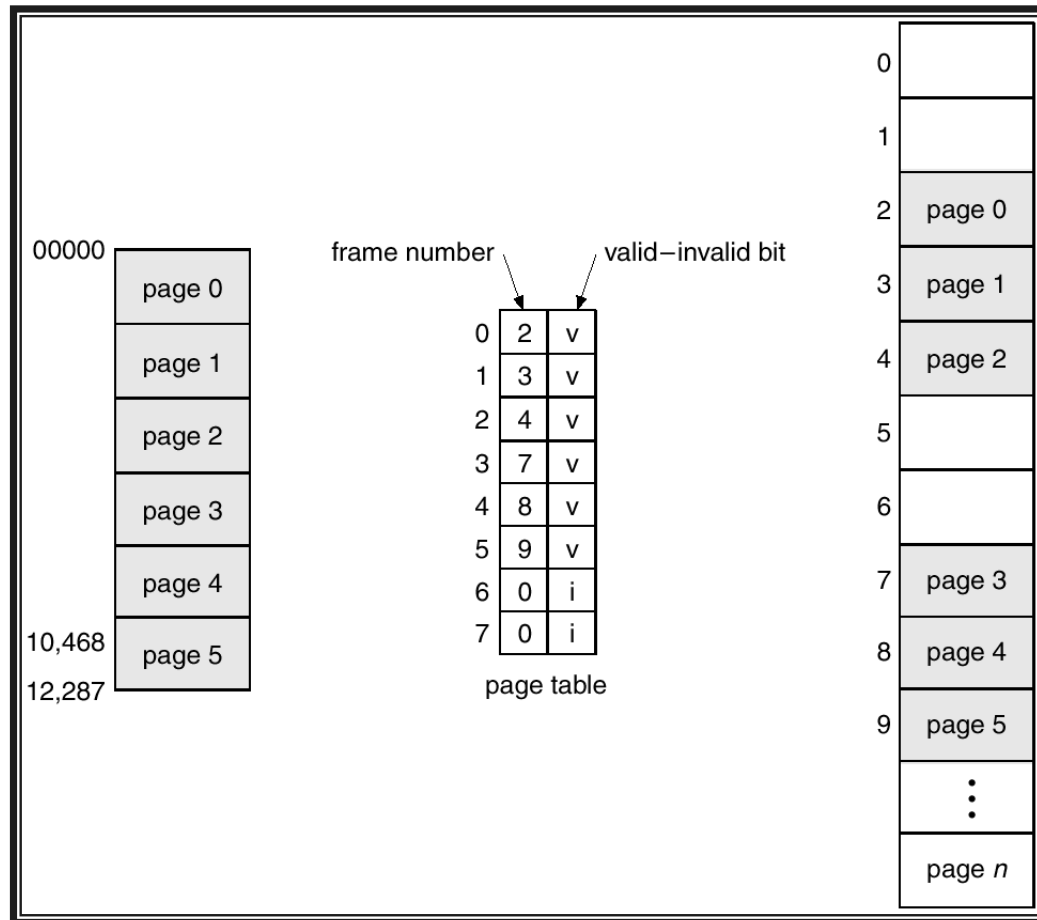 00000
page 0
page 1
page 2
page 3
page 4
10,468
page 5
12,287
frame number
valid–invalid bit
0 2 v
1 3 v
2 4 v
3 7 v
4 8 v
5 9 v
6 0 i
7 0 i
page table
0
1
2 page 0
3 page 1
4 page 2
5
6
7 page 3
8 page 4
9 page 5
⋮
page n